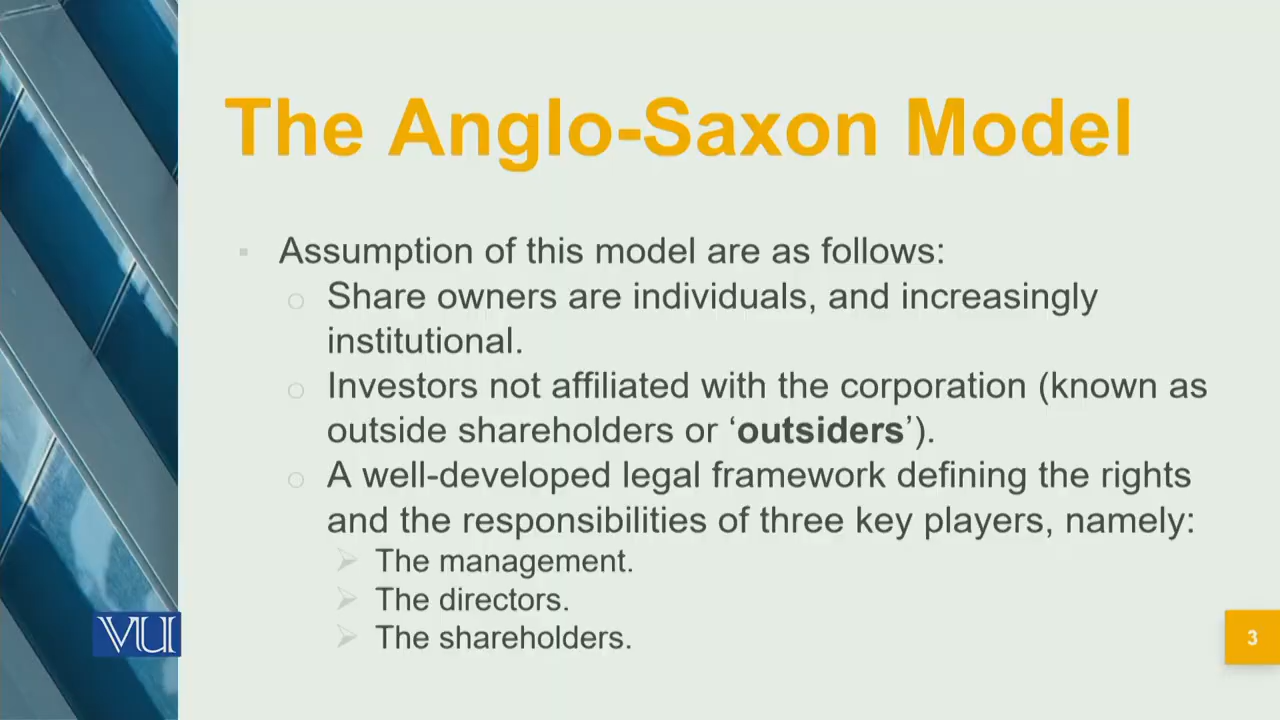 The Anglo-Saxon Model
▪ Assumption of this model are as follows:
o Share owners are individuals, and increasingly
institutional.
o Investors not affiliated with the corporation (known as
outside shareholders or ‘outsiders’).
o A well-developed legal framework defining the rights
and the responsibilities of three key players, namely:
➢ The management.
➢ The directors.
➢ The shareholders.
VU
3